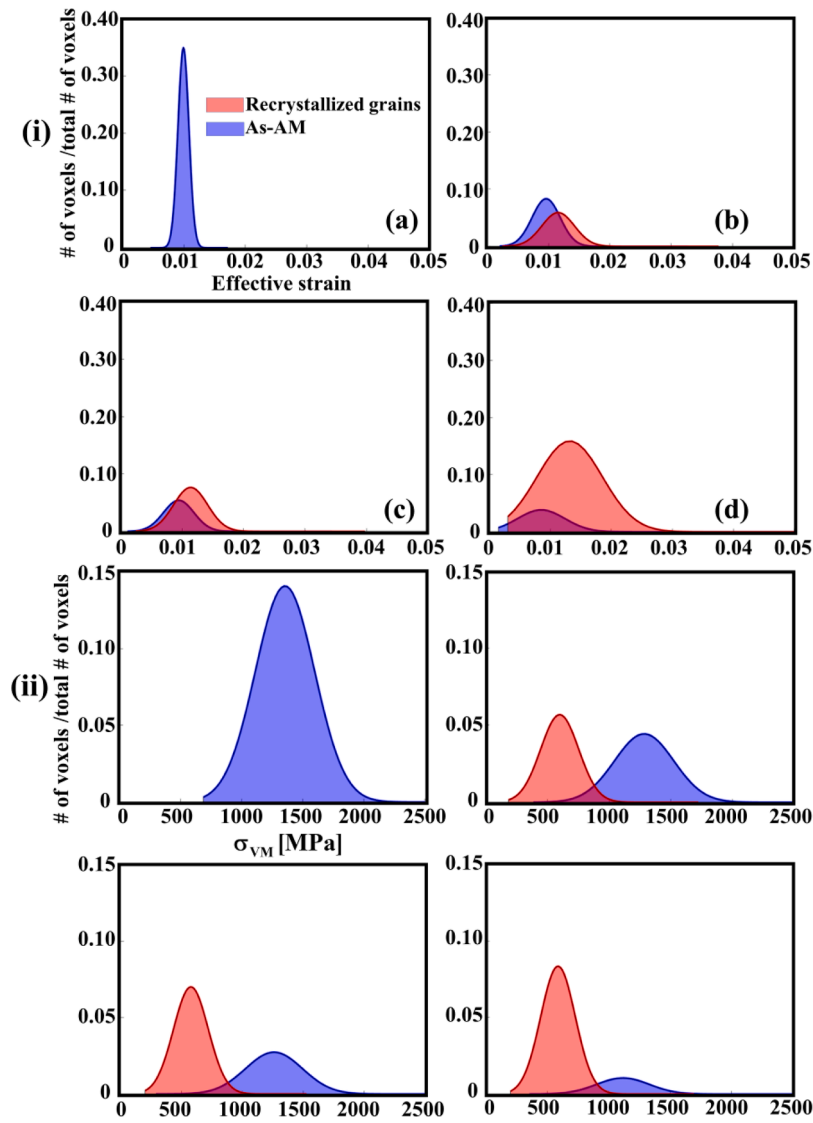 0.40 0.40
0.30 0.30
Recrystallized grains
As-AM
(i)
# of voxels /total # of voxels
0.20 0.20
0.10 0.10
(a) (b)
0 0
0 0.01 0.02 0.03 0.04 0.05 0 0.01 0.02 0.03 0.04 0.05
Effective strain
0.40 0.40
0.30 0.30
0.20 0.20
0.10 0.10
(c) (d)
0 0
0 0.01 0.02 0.03 0.04 0.05 0 0.01 0.02 0.03 0.04 0.05
0.15 0.15
0.10 0.10
(ii)
# of voxels /total # of voxels
0.05 0.05
0 0
0 500 1000 1500 2000 2500 0 500 1000 1500 2000 2500
σVM [MPa]
0.15 0.15
0.10 0.10
0.05 0.05
0 0
0 500 1000 1500 2000 2500 0 500 1000 1500 2000 2500